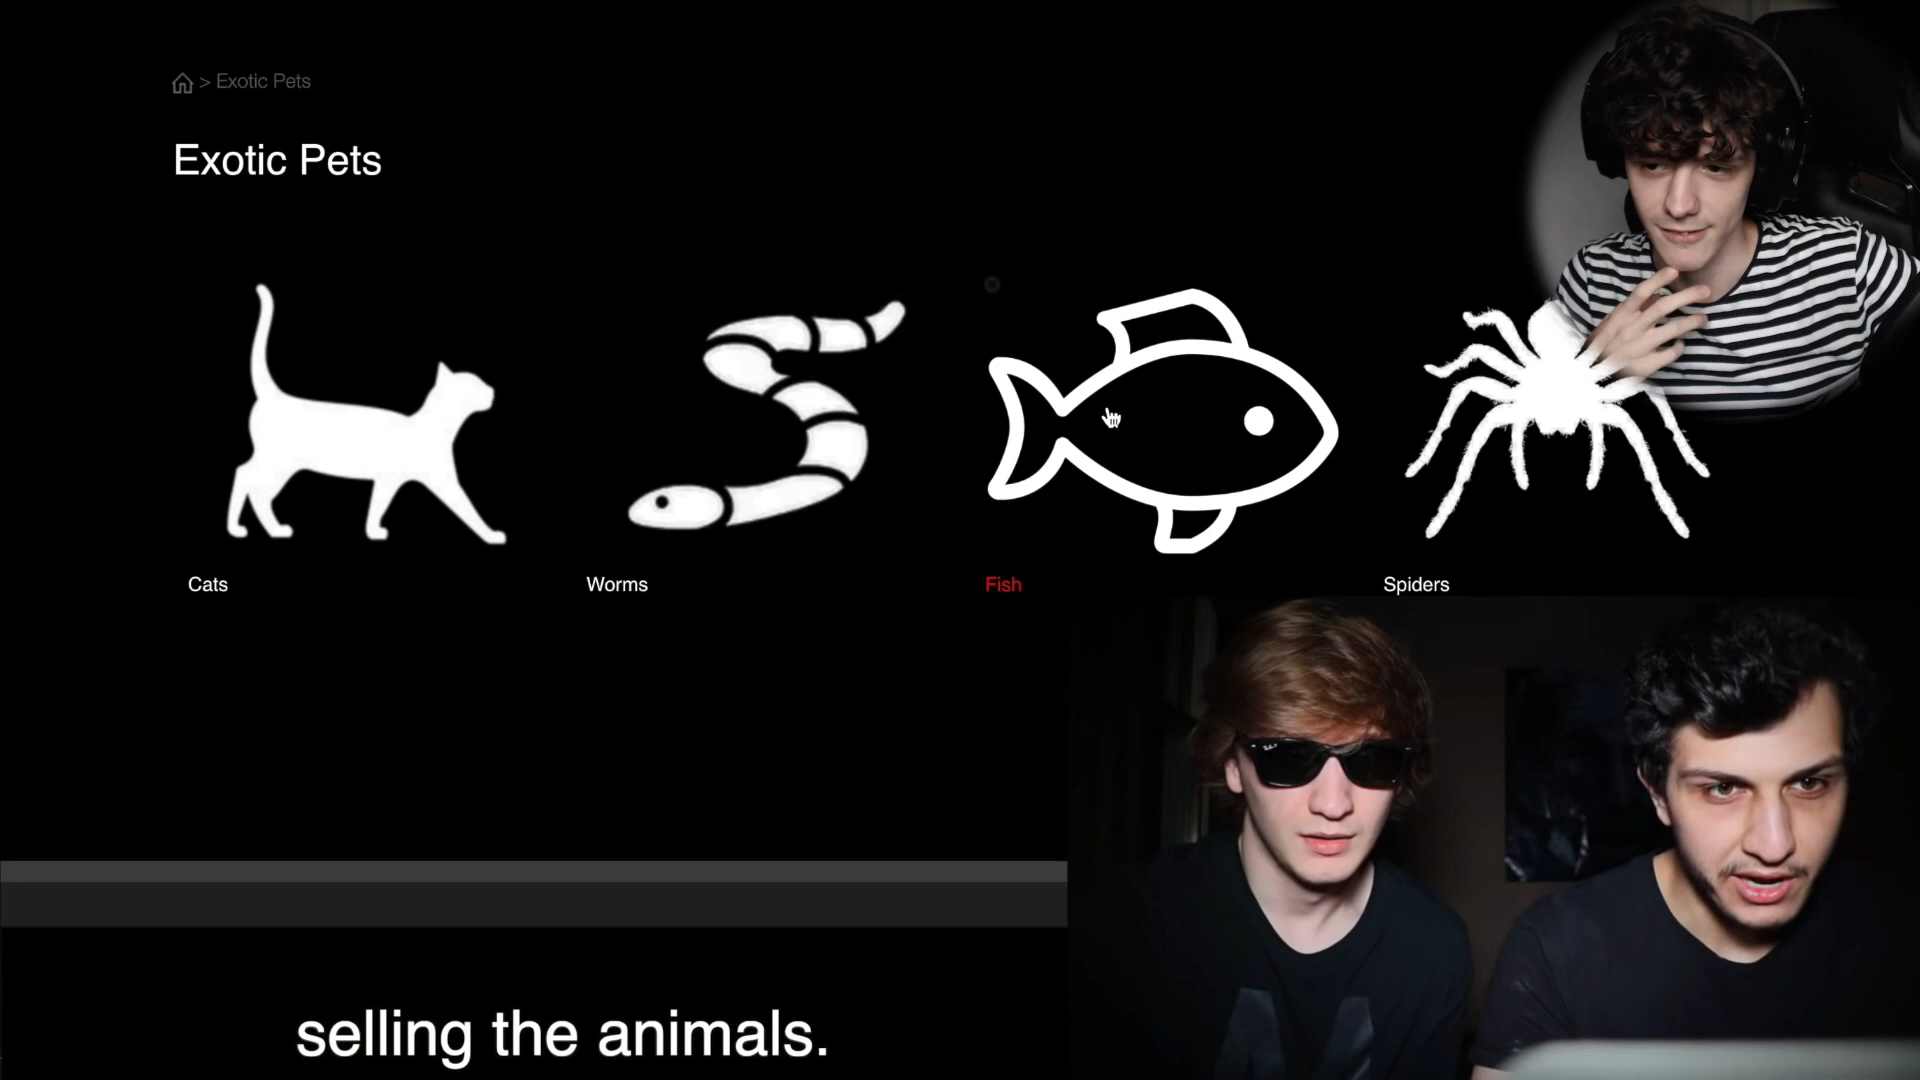 > Exotic Pets
Exotic Pets
Cats
Worms
Fish
Spiders
selling the animals.